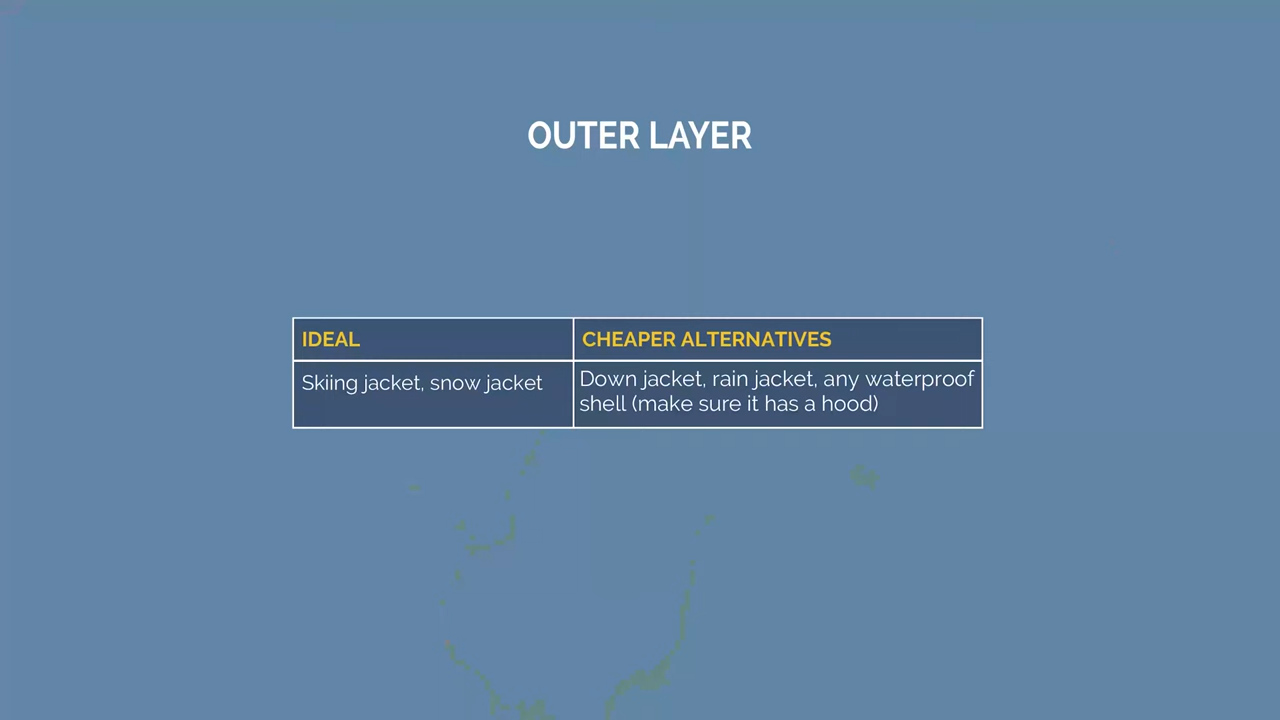 OUTER LAYER
IDEAL
CHEAPER ALTERNATIVES
Skiing jacket, snow jacket
Down jacket, rain jacket, any waterproof
shell (make sure it has a hood)